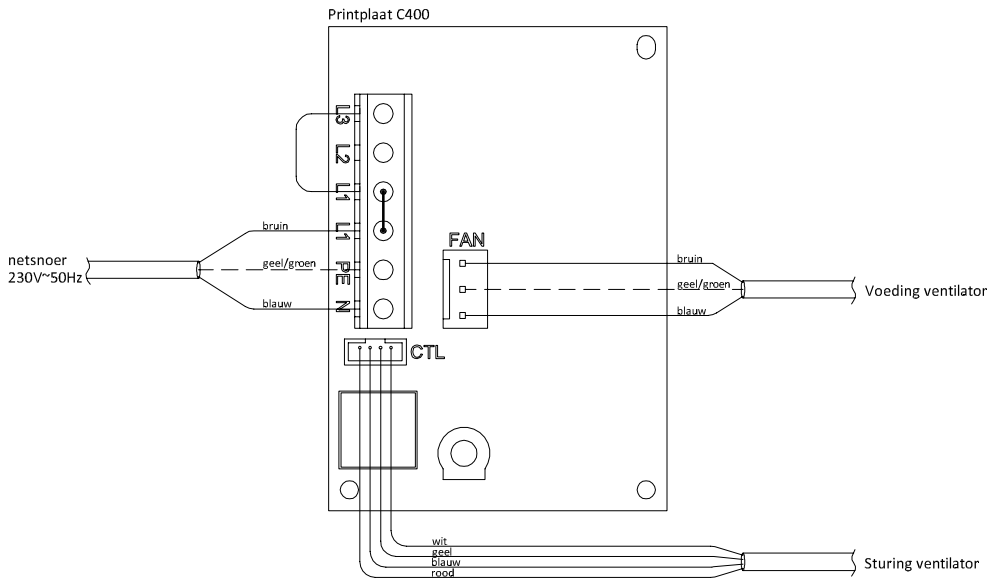 Printplaat C400
L3
L2
L1
L1
PE
N
bruin
geel/groen
blauw
netsnoer
230V~50Hz
FAN
bruin
geel/groen
blauw
Voeding ventilator
CTL
wit
geel
blauw
rood
Sturing ventilator